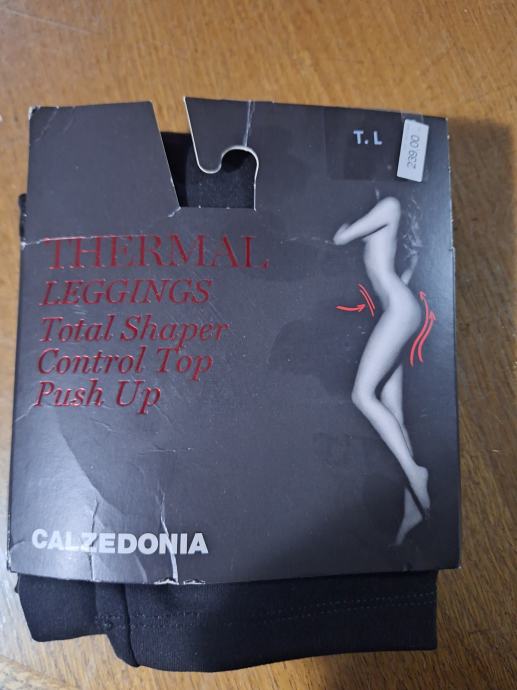 T. L
239.00
THERMAL
LEGGINGS
Total Shaper
Control Top
Push Up
CALZEDONIA